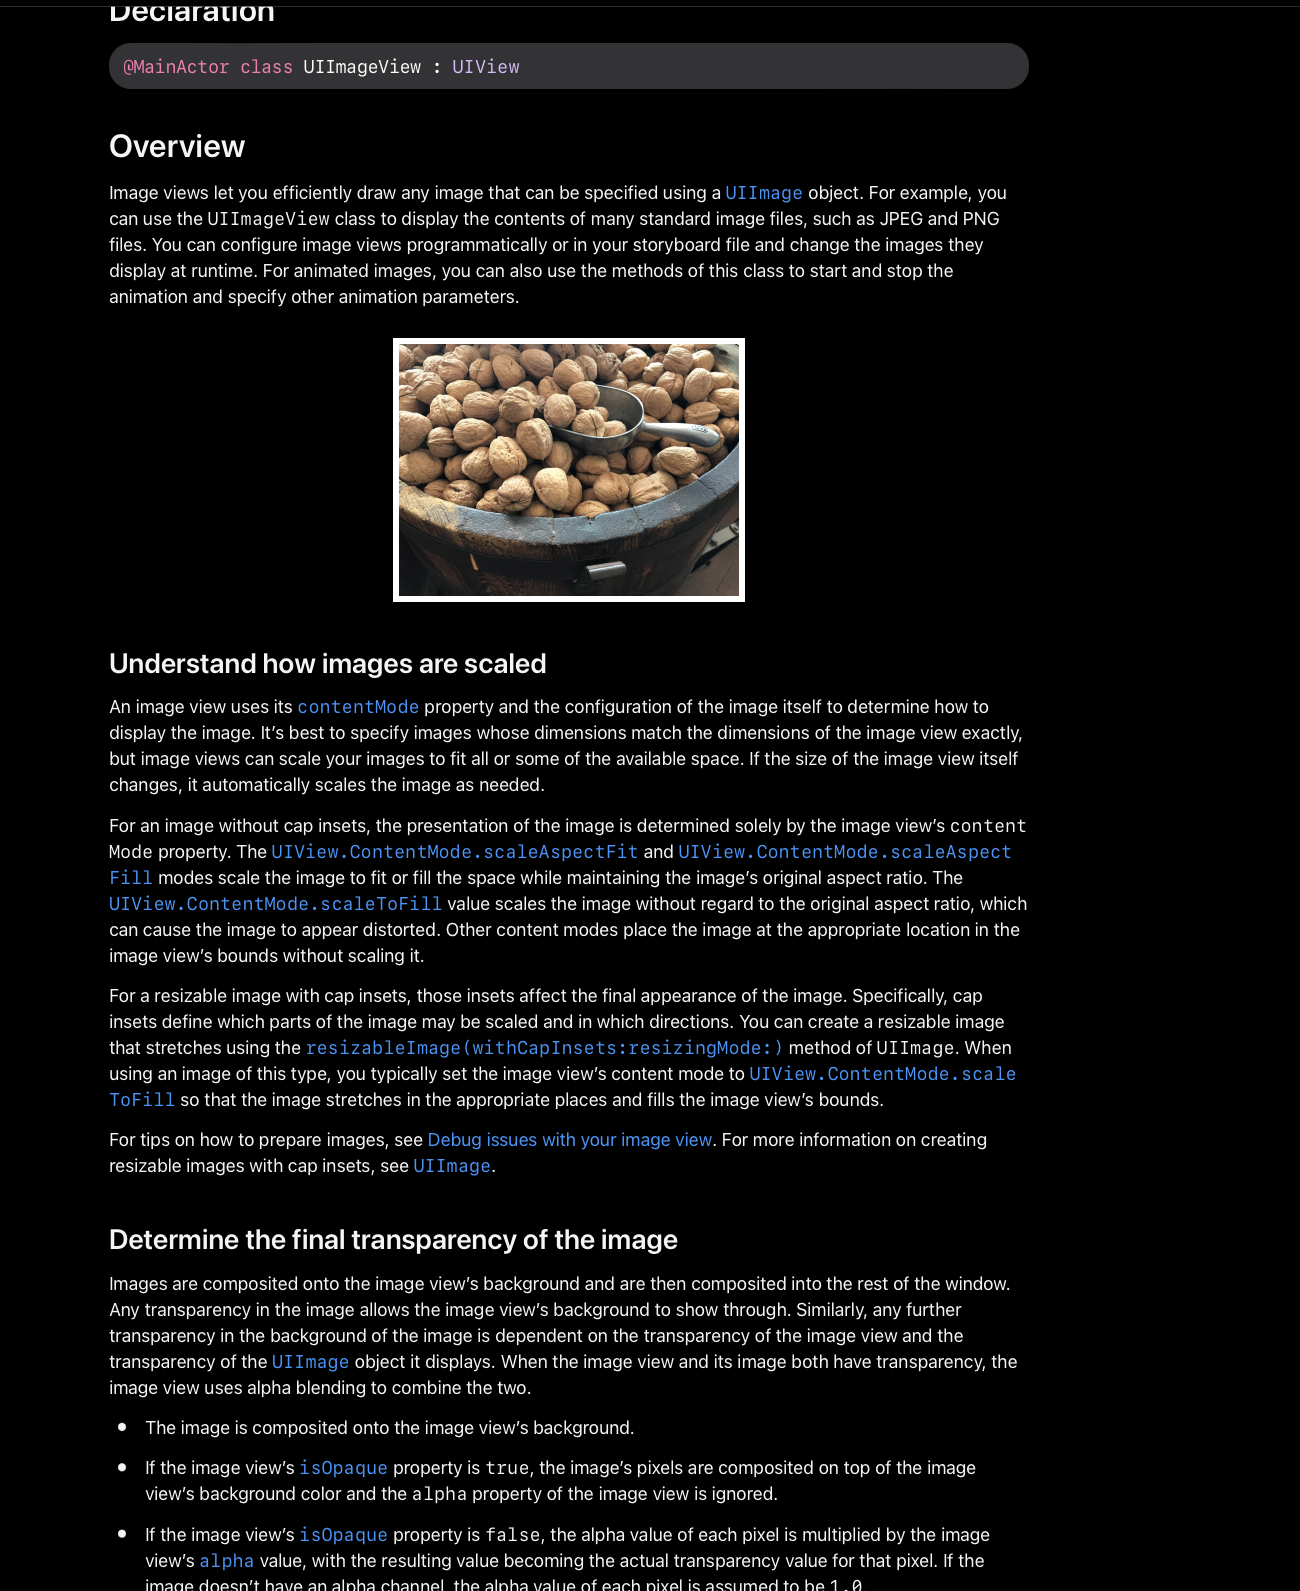 Declaration
@MainActor class UIImageView : UIView
Overview
Image views let you efficiently draw any image that can be specified using a UIImage object. For example, you
can use the UIImageView class to display the contents of many standard image files, such as JPEG and PNG
files. You can configure image views programmatically or in your storyboard file and change the images they
display at runtime. For animated images, you can also use the methods of this class to start and stop the
animation and specify other animation parameters.
Understand how images are scaled
An image view uses its contentMode property and the configuration of the image itself to determine how to
display the image. It’s best to specify images whose dimensions match the dimensions of the image view exactly,
but image views can scale your images to fit all or some of the available space. If the size of the image view itself
changes, it automatically scales the image as needed.
For an image without cap insets, the presentation of the image is determined solely by the image view’s content
Mode property. The UIView.ContentMode.scaleAspectFit and UIView.ContentMode.scaleAspect
Fill modes scale the image to fit or fill the space while maintaining the image’s original aspect ratio. The
UIView.ContentMode.scaleToFill value scales the image without regard to the original aspect ratio, which
can cause the image to appear distorted. Other content modes place the image at the appropriate location in the
image view’s bounds without scaling it.
For a resizable image with cap insets, those insets affect the final appearance of the image. Specifically, cap
insets define which parts of the image may be scaled and in which directions. You can create a resizable image
that stretches using the resizableImage(withCapInsets:resizingMode:) method of UIImage. When
using an image of this type, you typically set the image view’s content mode to UIView.ContentMode.scale
ToFill so that the image stretches in the appropriate places and fills the image view’s bounds.
For tips on how to prepare images, see Debug issues with your image view. For more information on creating
resizable images with cap insets, see UIImage.
Determine the final transparency of the image
Images are composited onto the image view’s background and are then composited into the rest of the window.
Any transparency in the image allows the image view’s background to show through. Similarly, any further
transparency in the background of the image is dependent on the transparency of the image view and the
transparency of the UIImage object it displays. When the image view and its image both have transparency, the
image view uses alpha blending to combine the two.
• The image is composited onto the image view’s background.
• If the image view’s isOpaque property is true, the image’s pixels are composited on top of the image
view’s background color and the alpha property of the image view is ignored.
• If the image view’s isOpaque property is false, the alpha value of each pixel is multiplied by the image
view’s alpha value, with the resulting value becoming the actual transparency value for that pixel. If the
image doesn’t have an alpha channel, the alpha value of each pixel is assumed to be 1.0